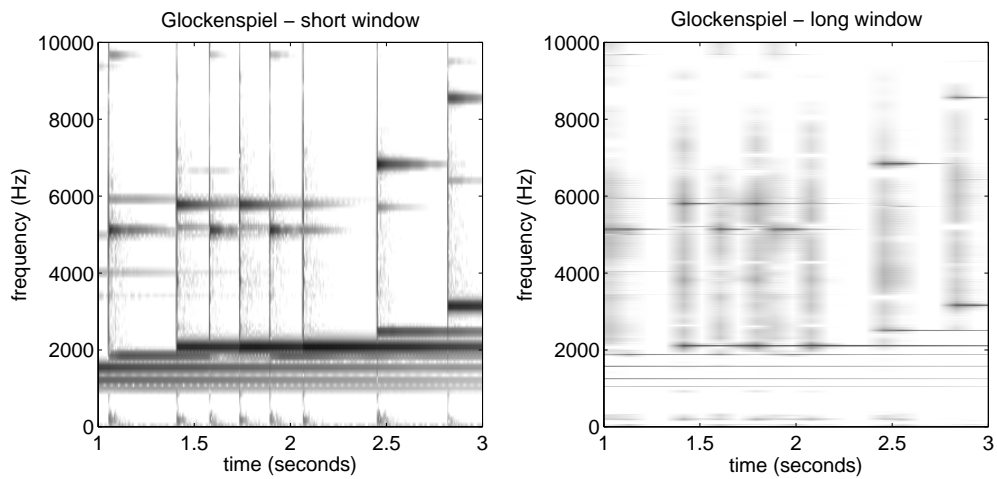 Glockenspiel – short window
10000
8000
6000
4000
2000
0
frequency (Hz)
1 1.5 2 2.5 3
time (seconds)
Glockenspiel – long window
10000
8000
6000
4000
2000
0
frequency (Hz)
1 1.5 2 2.5 3
time (seconds)